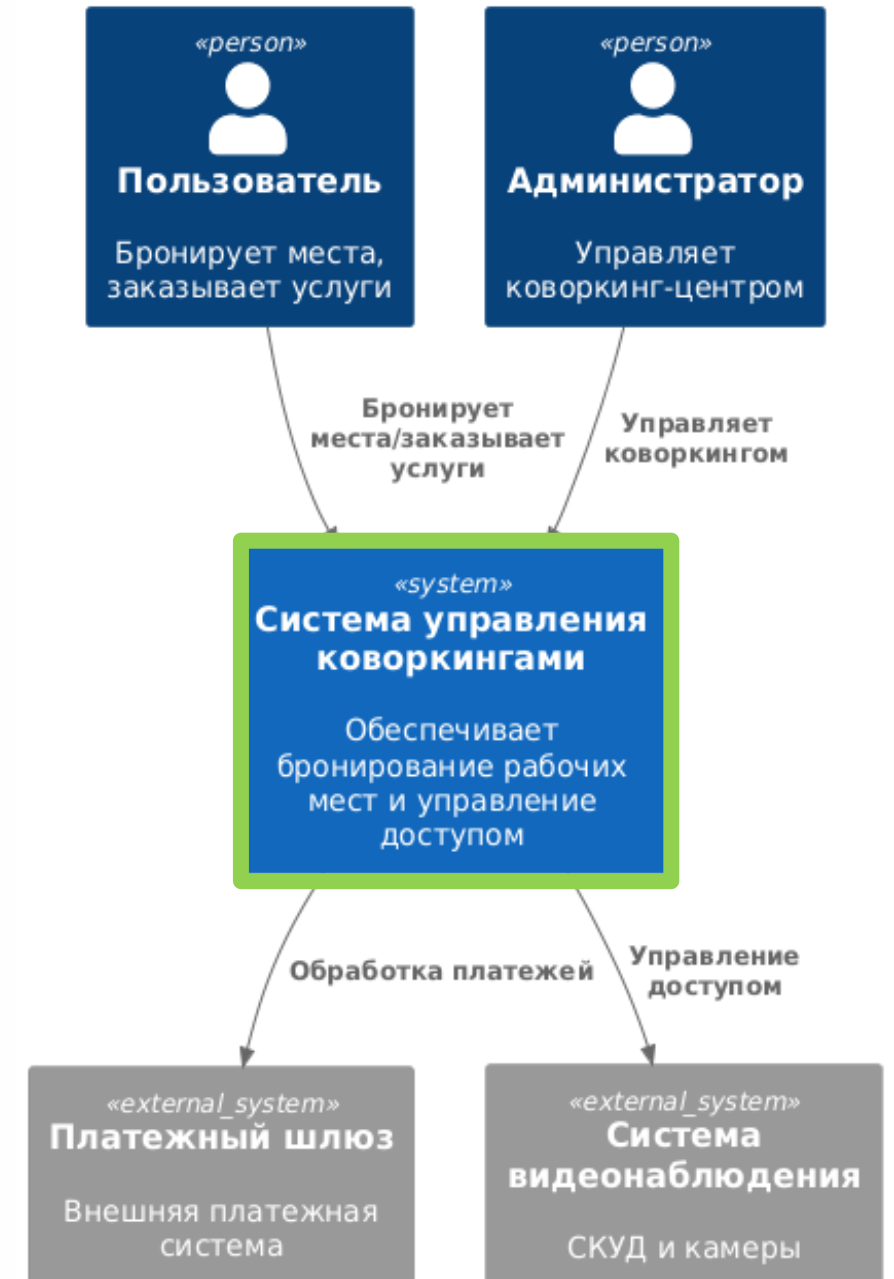 «person»
Пользователь
Бронирует места,
заказывает услуги
«person»
Администратор
Управляет
коворкинг-центром
Бронирует
места/заказывает
услуги
Управляет
коворкингом
«system»
Система управления
коворкингами
Обеспечивает
бронирование рабочих
мест и управление
доступом
Обработка платежей
Управление
доступом
«external_system»
Платежный шлюз
Внешняя платежная
система
«external_system»
Система
видеонаблюдения
СКУД и камеры